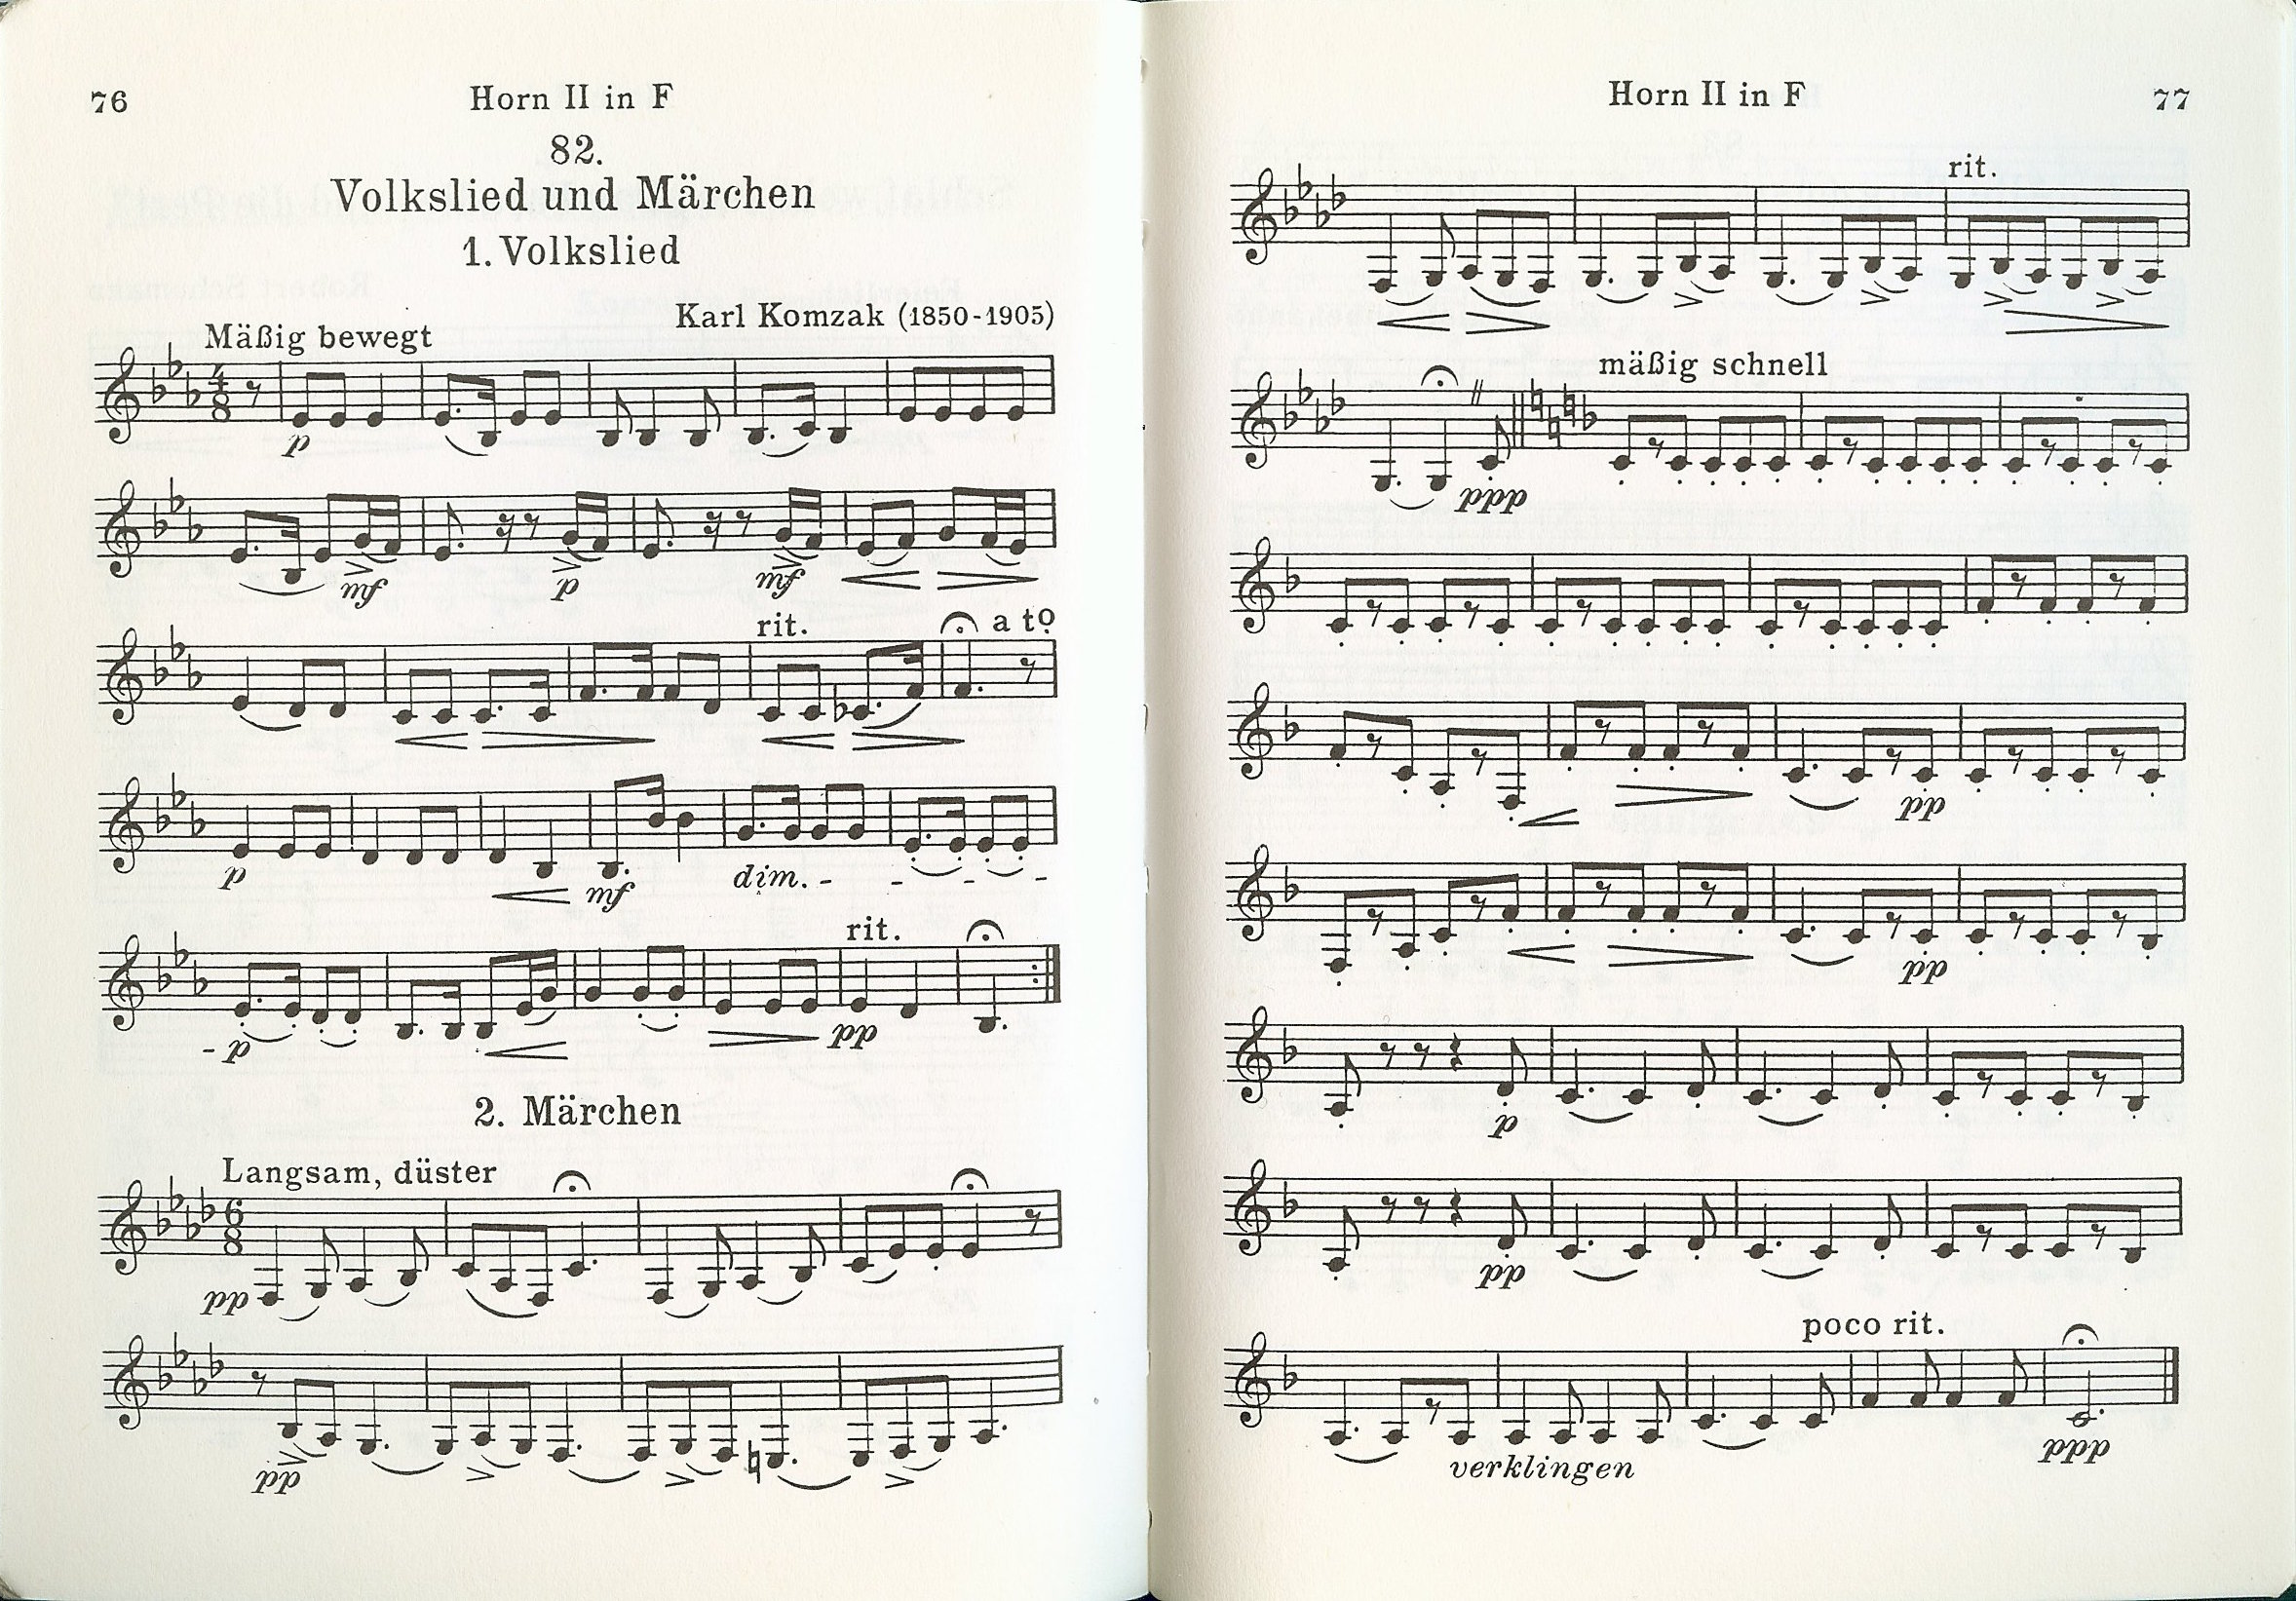 76
Horn II in F
82.
Volkslied und Märchen
1. Volkslied
Karl Komzak (1850-1905)
Mäßig bewegt
4
8
p
mf p mf
rit. a to
p mf dim. - - - -
rit.
- p pp
2. Märchen
Langsam, düster
6
8
pp
pp
Horn II in F
77
rit.
mäßig schnell
ppp
pp
pp
p
pp
poco rit.
ppp
verklingen